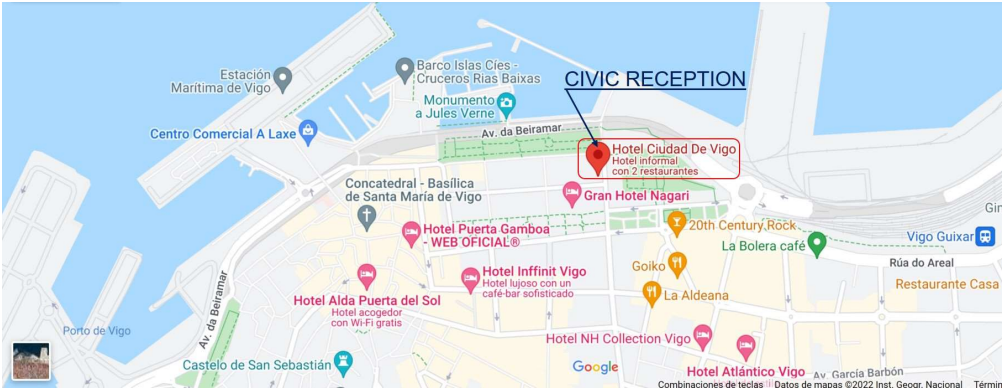 Estación
Marítima de Vigo
Barco Islas Cíes -
Cruceros Rias Baixas
CIVIC RECEPTION
Monumento
a Jules Verne
Centro Comercial A Laxe
Av. da Beiramar
Hotel Ciudad De Vigo
Hotel informal
con 2 restaurantes
Concatedral - Basílica
de Santa María de Vigo
Gran Hotel Nagari
Hotel Puerta Gamboa
- WEB OFICIAL®
20th Century Rock
La Bolera café
Vigo Guixar
Rúa do Areal
Goiko
Hotel Inffinit Vigo
Hotel lujoso con un
café-bar sofisticado
Restaurante Casa
Hotel Alda Puerta del Sol
Hotel acogedor
con Wi-Fi gratis
La Aldeana
Av. da Beiramar
Porto de Vigo
Hotel NH Collection Vigo
Castelo de San Sebastián
Google
Hotel Atlántico Vigo
Av. García Barbón
Combinaciones de teclas
Datos de mapas ©2022 Inst. Geogr. Nacional